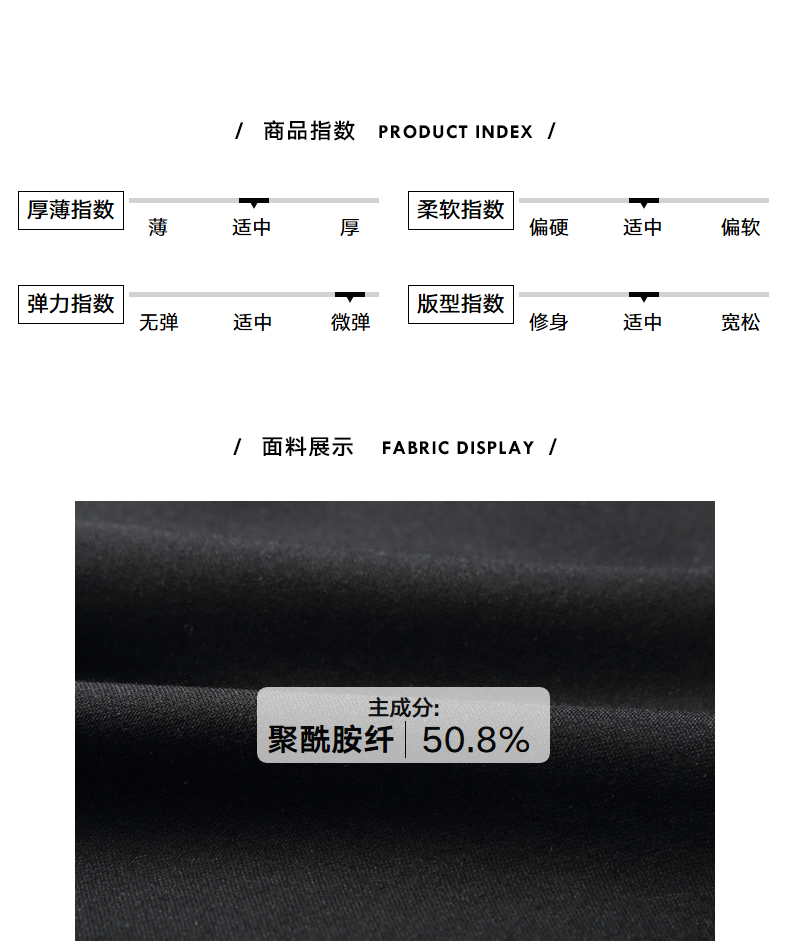 / 商品指数 PRODUCT INDEX /
厚薄指数 薄 适中 厚
柔软指数 偏硬 适中 偏软
弹力指数 无弹 适中 微弹
版型指数 修身 适中 宽松
/ 面料展示 FABRIC DISPLAY /
主成分:
聚酰胺纤 | 50.8%